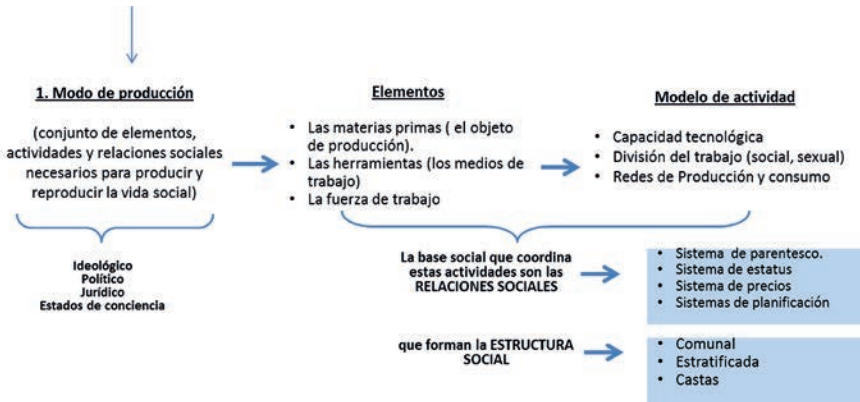 1. Modo de producción
(conjunto de elementos,
actividades y relaciones sociales
necesarios para producir y
reproducir la vida social)
Ideológico
Político
Jurídico
Estados de conciencia
Elementos
• Las materias primas ( el objeto
de producción).
• Las herramientas (los medios de
trabajo)
• La fuerza de trabajo
Modelo de actividad
• Capacidad tecnológica
• División del trabajo (social, sexual)
• Redes de Producción y consumo
La base social que coordina
estas actividades son las
RELACIONES SOCIALES
• Sistema de parentesco.
• Sistema de estatus
• Sistema de precios
• Sistemas de planificación
que forman la ESTRUCTURA
SOCIAL
• Comunal
• Estratificada
• Castas